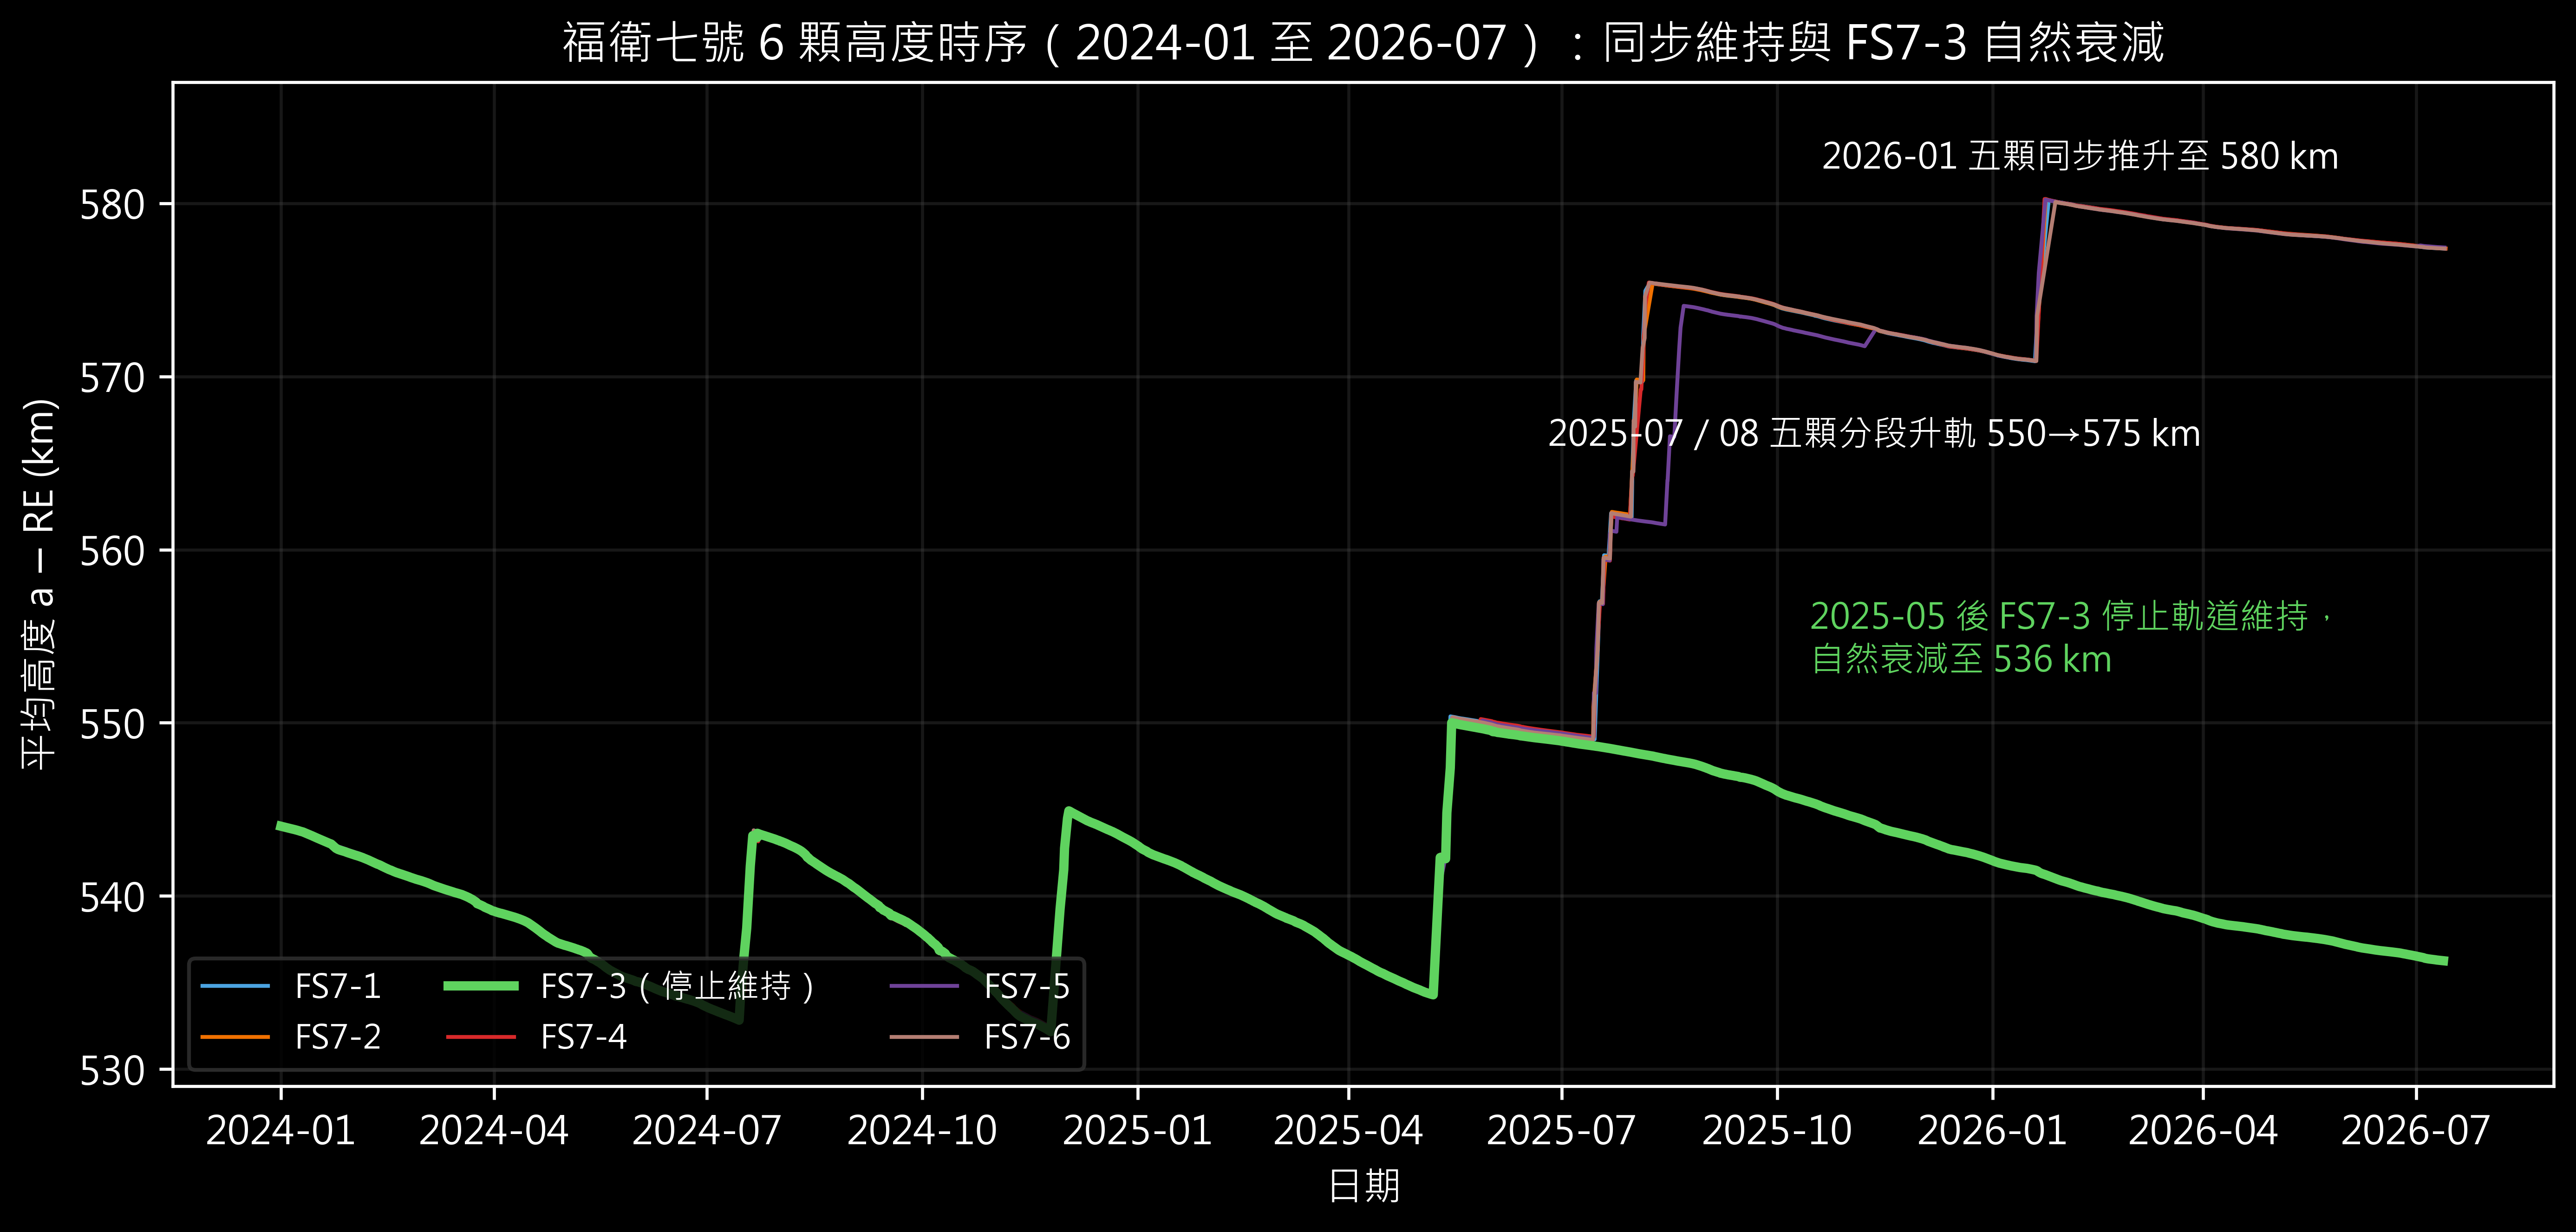 福衛七號 6 顆高度時序（2024-01 至 2026-07）：同步維持與 FS7-3 自然衰減
平均高度 a − RE (km)
580
570
560
550
540
530
2026-01 五顆同步推升至 580 km
2025-07 / 08 五顆分段升軌 550→575 km
2025-05 後 FS7-3 停止軌道維持，
自然衰減至 536 km
FS7-1
FS7-2
FS7-3（停止維持）
FS7-4
FS7-5
FS7-6
2024-01
2024-04
2024-07
2024-10
2025-01
2025-04
2025-07
2025-10
2026-01
2026-04
2026-07
日期